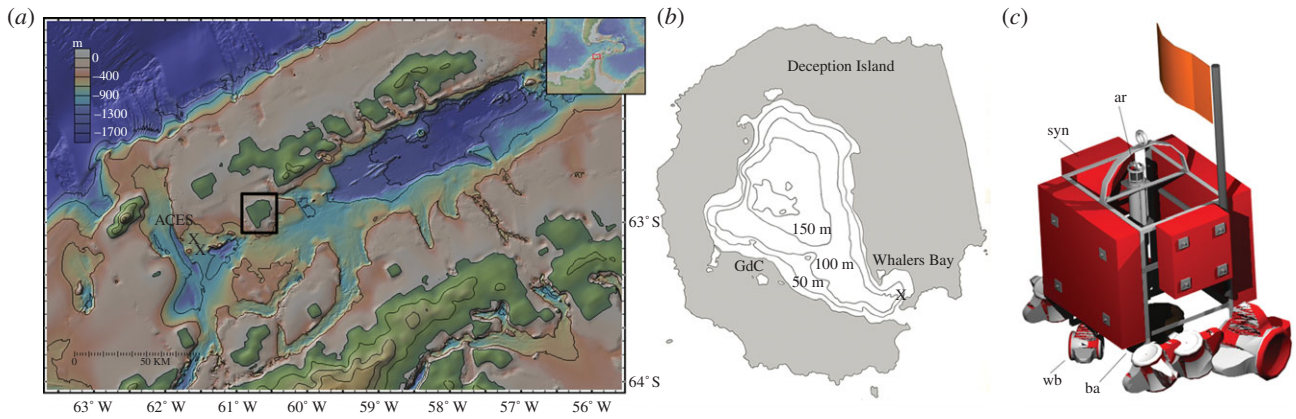 (a)
m
0
–400
–900
–1300
–1700
ACES
X
X
0 50 KM
63° S
64° S
63° W 62° W 61° W 60° W 59° W 58° W 57° W 56° W
(b)
Deception Island
150 m
100 m
50 m
GdC
Whalers Bay
X
(c)
ar
syn
wb
ba